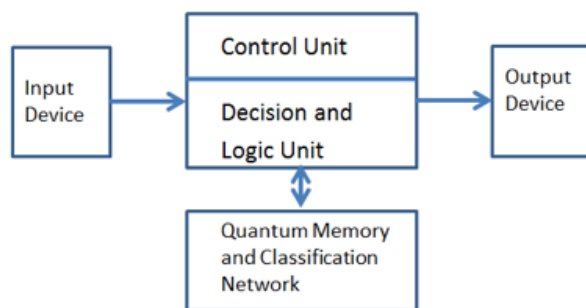 Input
Device
Control Unit
Decision and
Logic Unit
Output
Device
Quantum Memory
and Classification
Network